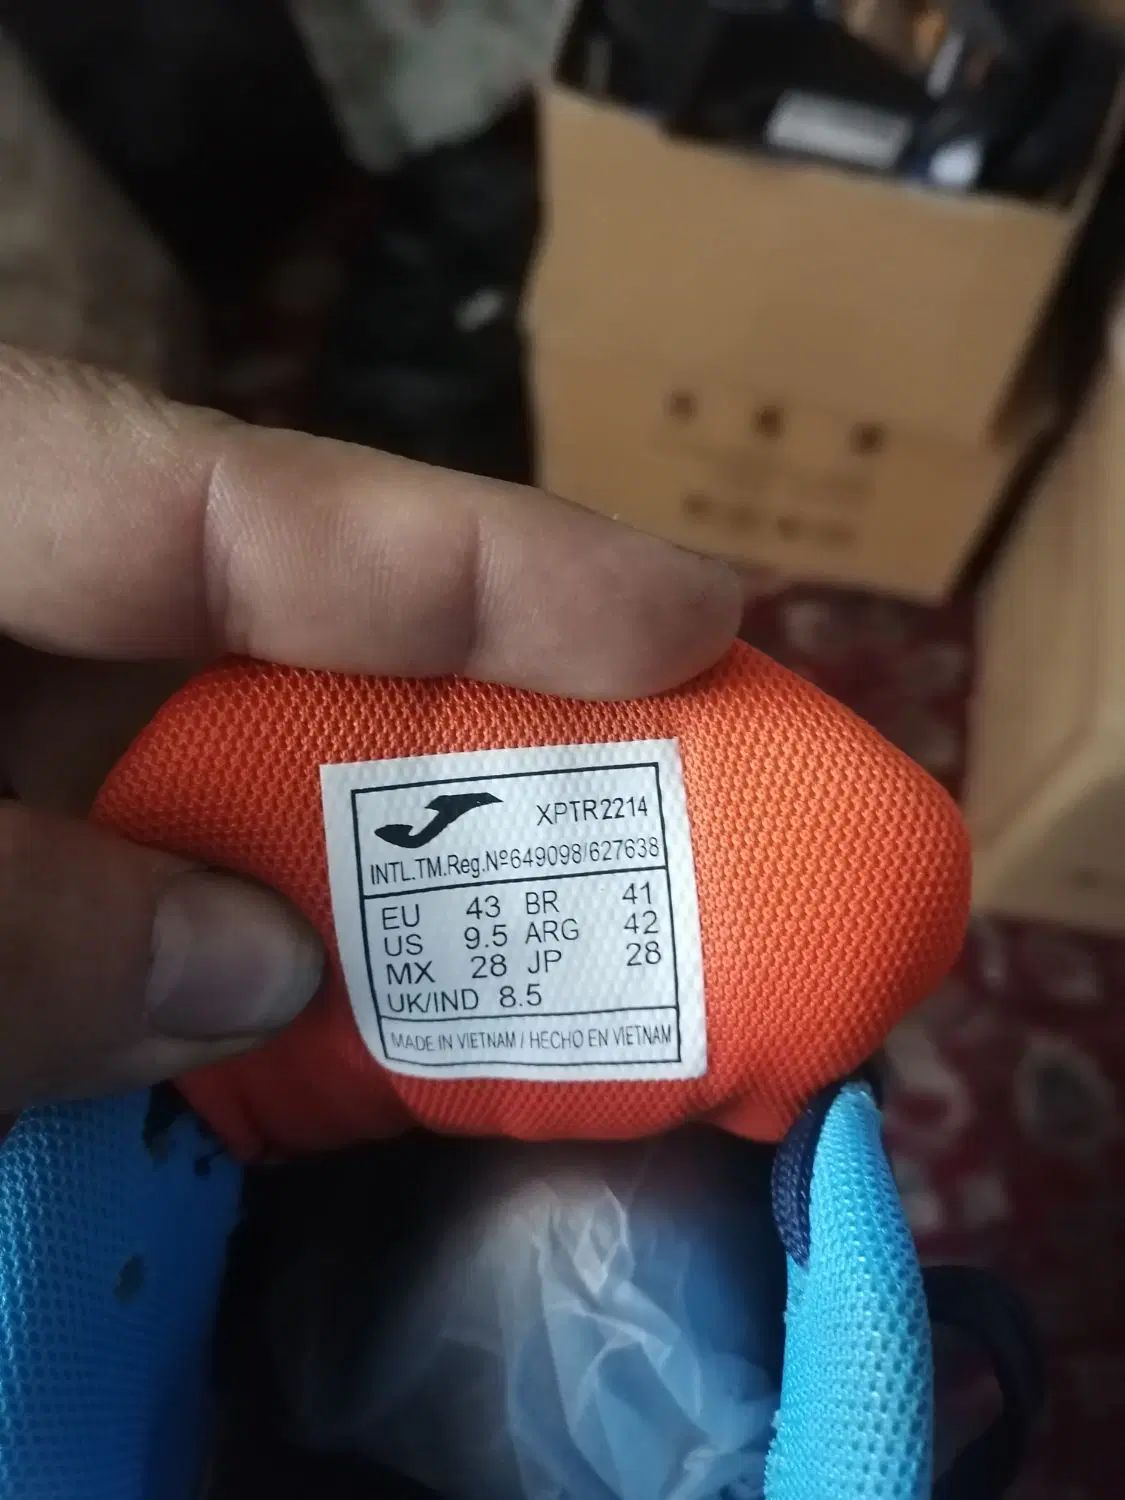 XPTR2214
INTL.TM.Reg.Nº649098/627638
EU 43 BR 41
US 9.5 ARG 42
MX 28 JP 28
UK/IND 8.5
MADE IN VIETNAM / HECHO EN VIETNAM